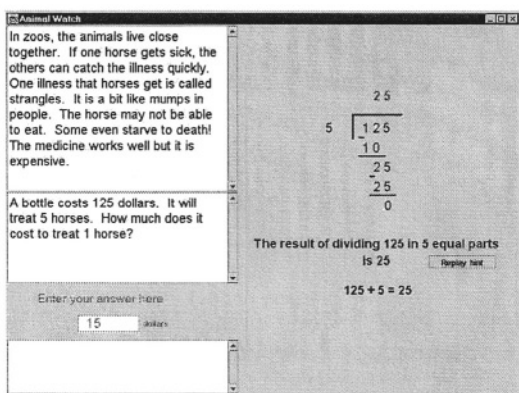 Animal Watch
In zoos, the animals live close
together. If one horse gets sick, the
others can catch the illness quickly.
One illness that horses get is called
strangles. It is a bit like mumps in
people. The horse may not be able
to eat. Some even starve to death!
The medicine works well but it is
expensive.
A bottle costs 125 dollars. It will
treat 5 horses. How much does it
cost to treat 1 horse?
Enter your answer here
15 dollars
25
5 125
- 10
25
- 25
0
The result of dividing 125 in 5 equal parts
is 25
Replay hint
125 ÷ 5 = 25